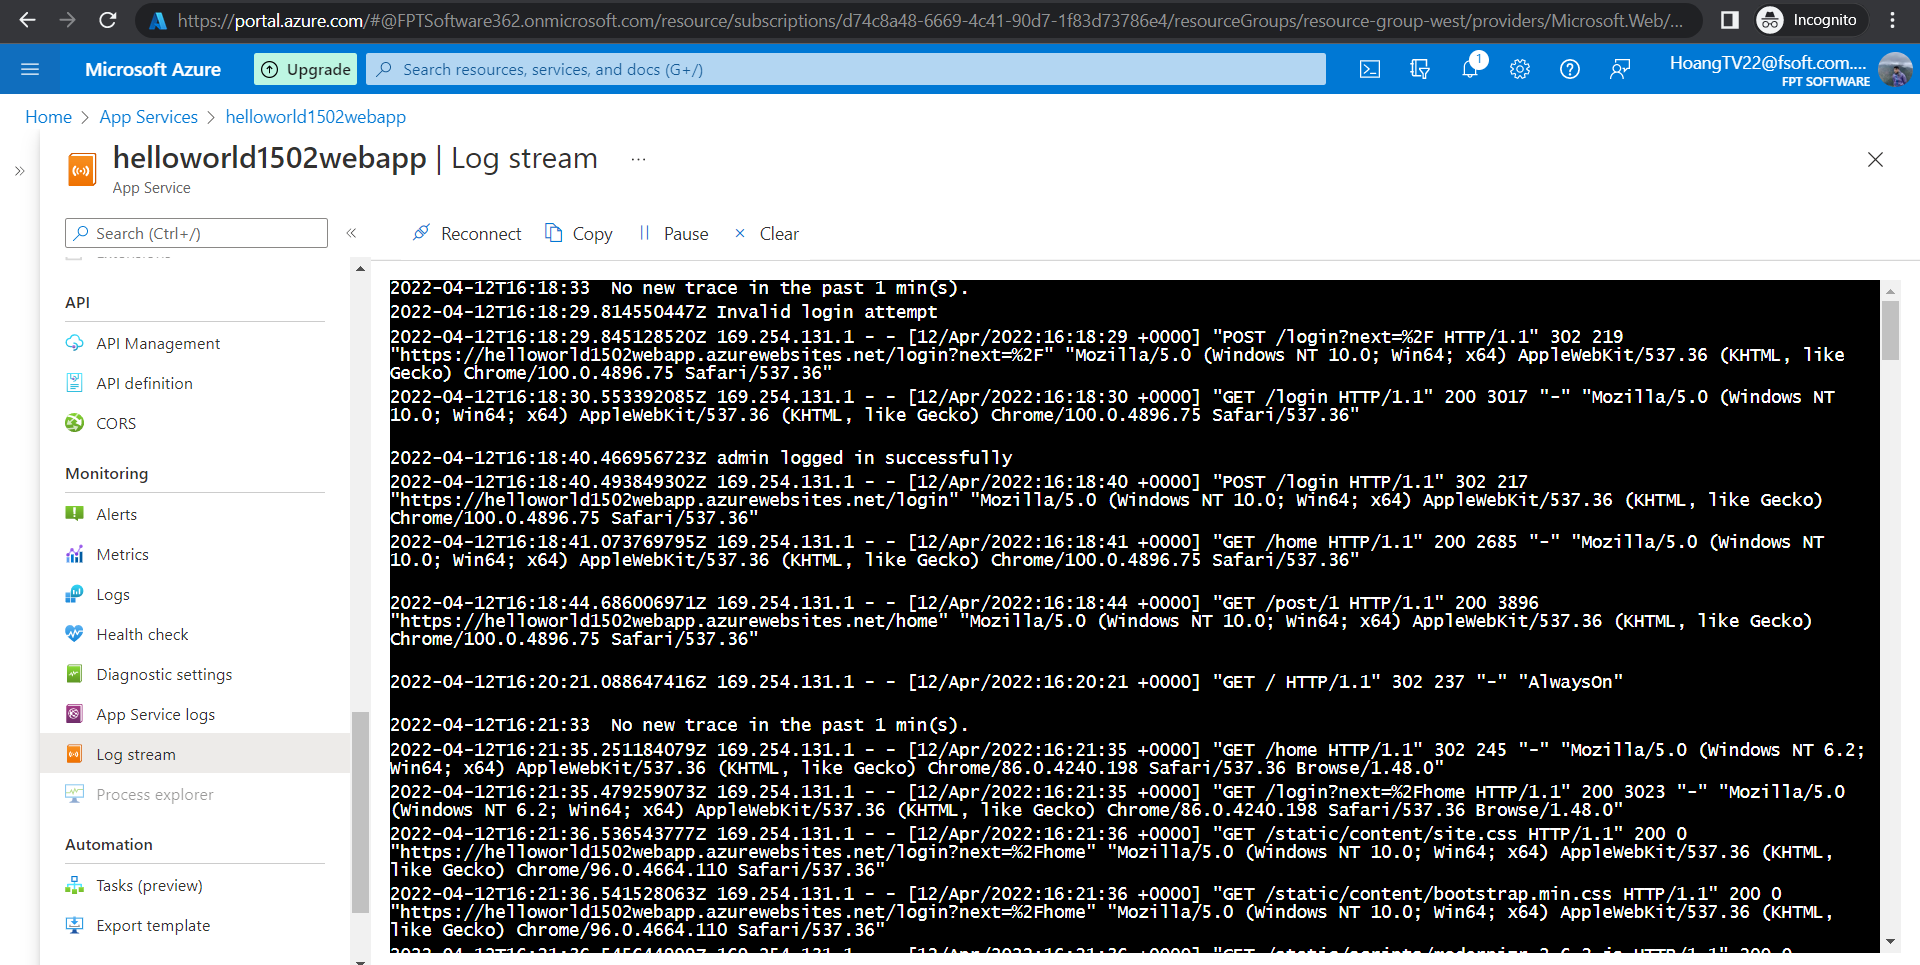 https://portal.azure.com/#@FPTSoftware362.onmicrosoft.com/resource/subscriptions/d74c8a48-6669-4c41-90d7-1f83d73786e4/resourceGroups/resource-group-west/providers/Microsoft.Web/...
Incognito
Microsoft Azure
Upgrade
Search resources, services, and docs (G+/)
1
HoangTV22@fsoft.com....
FPT SOFTWARE
Home > App Services > helloworld1502webapp
helloworld1502webapp | Log stream ...
App Service
Search (Ctrl+/)
Reconnect
Copy
Pause
Clear
Extensions
API
API Management
API definition
CORS
Monitoring
Alerts
Metrics
Logs
Health check
Diagnostic settings
App Service logs
Log stream
Process explorer
Automation
Tasks (preview)
Export template
2022-04-12T16:18:33  No new trace in the past 1 min(s).
2022-04-12T16:18:29.814550447Z Invalid login attempt
2022-04-12T16:18:29.845128520Z 169.254.131.1 - - [12/Apr/2022:16:18:29 +0000] "POST /login?next=%2F HTTP/1.1" 302 219
"https://helloworld1502webapp.azurewebsites.net/login?next=%2F" "Mozilla/5.0 (Windows NT 10.0; Win64; x64) AppleWebKit/537.36 (KHTML, like
Gecko) Chrome/100.0.4896.75 Safari/537.36"
2022-04-12T16:18:30.553392085Z 169.254.131.1 - - [12/Apr/2022:16:18:30 +0000] "GET /login HTTP/1.1" 200 3017 "-" "Mozilla/5.0 (Windows NT
10.0; Win64; x64) AppleWebKit/537.36 (KHTML, like Gecko) Chrome/100.0.4896.75 Safari/537.36"
2022-04-12T16:18:40.466956723Z admin logged in successfully
2022-04-12T16:18:40.493849302Z 169.254.131.1 - - [12/Apr/2022:16:18:40 +0000] "POST /login HTTP/1.1" 302 217
"https://helloworld1502webapp.azurewebsites.net/login" "Mozilla/5.0 (Windows NT 10.0; Win64; x64) AppleWebKit/537.36 (KHTML, like Gecko)
Chrome/100.0.4896.75 Safari/537.36"
2022-04-12T16:18:41.073769795Z 169.254.131.1 - - [12/Apr/2022:16:18:41 +0000] "GET /home HTTP/1.1" 200 2685 "-" "Mozilla/5.0 (Windows NT
10.0; Win64; x64) AppleWebKit/537.36 (KHTML, like Gecko) Chrome/100.0.4896.75 Safari/537.36"
2022-04-12T16:18:44.686006971Z 169.254.131.1 - - [12/Apr/2022:16:18:44 +0000] "GET /post/1 HTTP/1.1" 200 3896
"https://helloworld1502webapp.azurewebsites.net/home" "Mozilla/5.0 (Windows NT 10.0; Win64; x64) AppleWebKit/537.36 (KHTML, like Gecko)
Chrome/100.0.4896.75 Safari/537.36"
2022-04-12T16:20:21.088647416Z 169.254.131.1 - - [12/Apr/2022:16:20:21 +0000] "GET / HTTP/1.1" 302 237 "-" "AlwaysOn"
2022-04-12T16:21:33  No new trace in the past 1 min(s).
2022-04-12T16:21:35.251184079Z 169.254.131.1 - - [12/Apr/2022:16:21:35 +0000] "GET /home HTTP/1.1" 302 245 "-" "Mozilla/5.0 (Windows NT 6.2;
Win64; x64) AppleWebKit/537.36 (KHTML, like Gecko) Chrome/86.0.4240.198 Safari/537.36 Browse/1.48.0"
2022-04-12T16:21:35.479259073Z 169.254.131.1 - - [12/Apr/2022:16:21:35 +0000] "GET /login?next=%2Fhome HTTP/1.1" 200 3023 "-" "Mozilla/5.0
(Windows NT 6.2; Win64; x64) AppleWebKit/537.36 (KHTML, like Gecko) Chrome/86.0.4240.198 Safari/537.36 Browse/1.48.0"
2022-04-12T16:21:36.536543777Z 169.254.131.1 - - [12/Apr/2022:16:21:36 +0000] "GET /static/content/site.css HTTP/1.1" 200 0
"https://helloworld1502webapp.azurewebsites.net/login?next=%2Fhome" "Mozilla/5.0 (Windows NT 10.0; Win64; x64) AppleWebKit/537.36 (KHTML,
like Gecko) Chrome/96.0.4664.110 Safari/537.36"
2022-04-12T16:21:36.541528063Z 169.254.131.1 - - [12/Apr/2022:16:21:36 +0000] "GET /static/content/bootstrap.min.css HTTP/1.1" 200 0
"https://helloworld1502webapp.azurewebsites.net/login?next=%2Fhome" "Mozilla/5.0 (Windows NT 10.0; Win64; x64) AppleWebKit/537.36 (KHTML,
like Gecko) Chrome/96.0.4664.110 Safari/537.36"